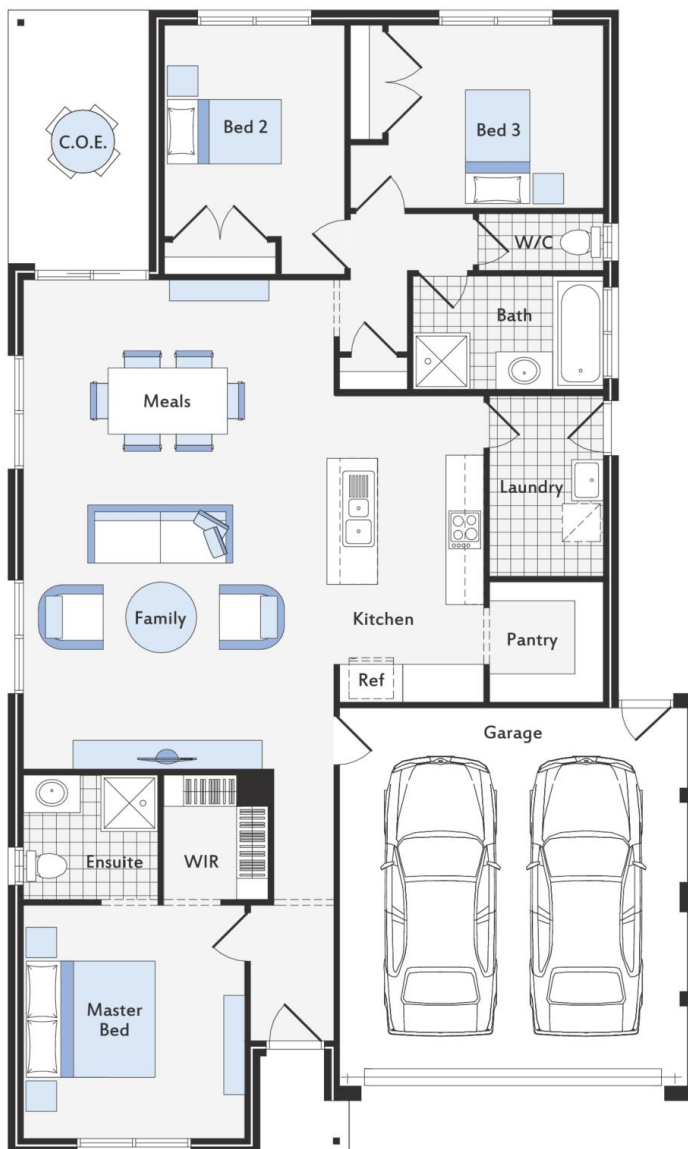 Bed 2
Bed 3
C.O.E.
W/C
Bath
Meals
Laundry
Family
Kitchen
Pantry
Ref
Garage
Ensuite
WIR
Master
Bed